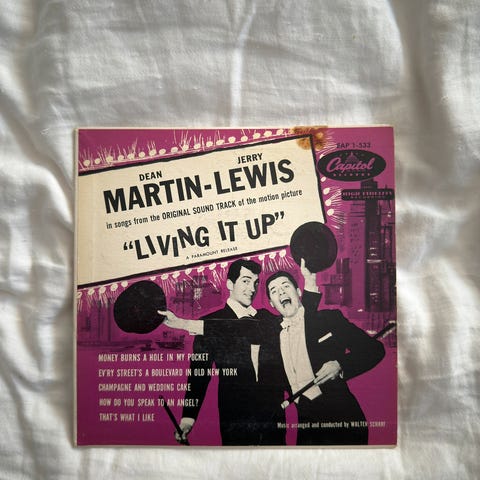 EAP 1-533
Capitol
RECORDS
HIGH FIDELITY
RECORDING
DEAN JERRY
MARTIN-LEWIS
in songs from the ORIGINAL SOUND TRACK of the motion picture
"LIVING IT UP"
A PARAMOUNT RELEASE
MONEY BURNS A HOLE IN MY POCKET
EV'RY STREET'S A BOULEVARD IN OLD NEW YORK
CHAMPAGNE AND WEDDING CAKE
HOW DO YOU SPEAK TO AN ANGEL?
THAT'S WHAT I LIKE
Music arranged and conducted by WALTER SCHARF